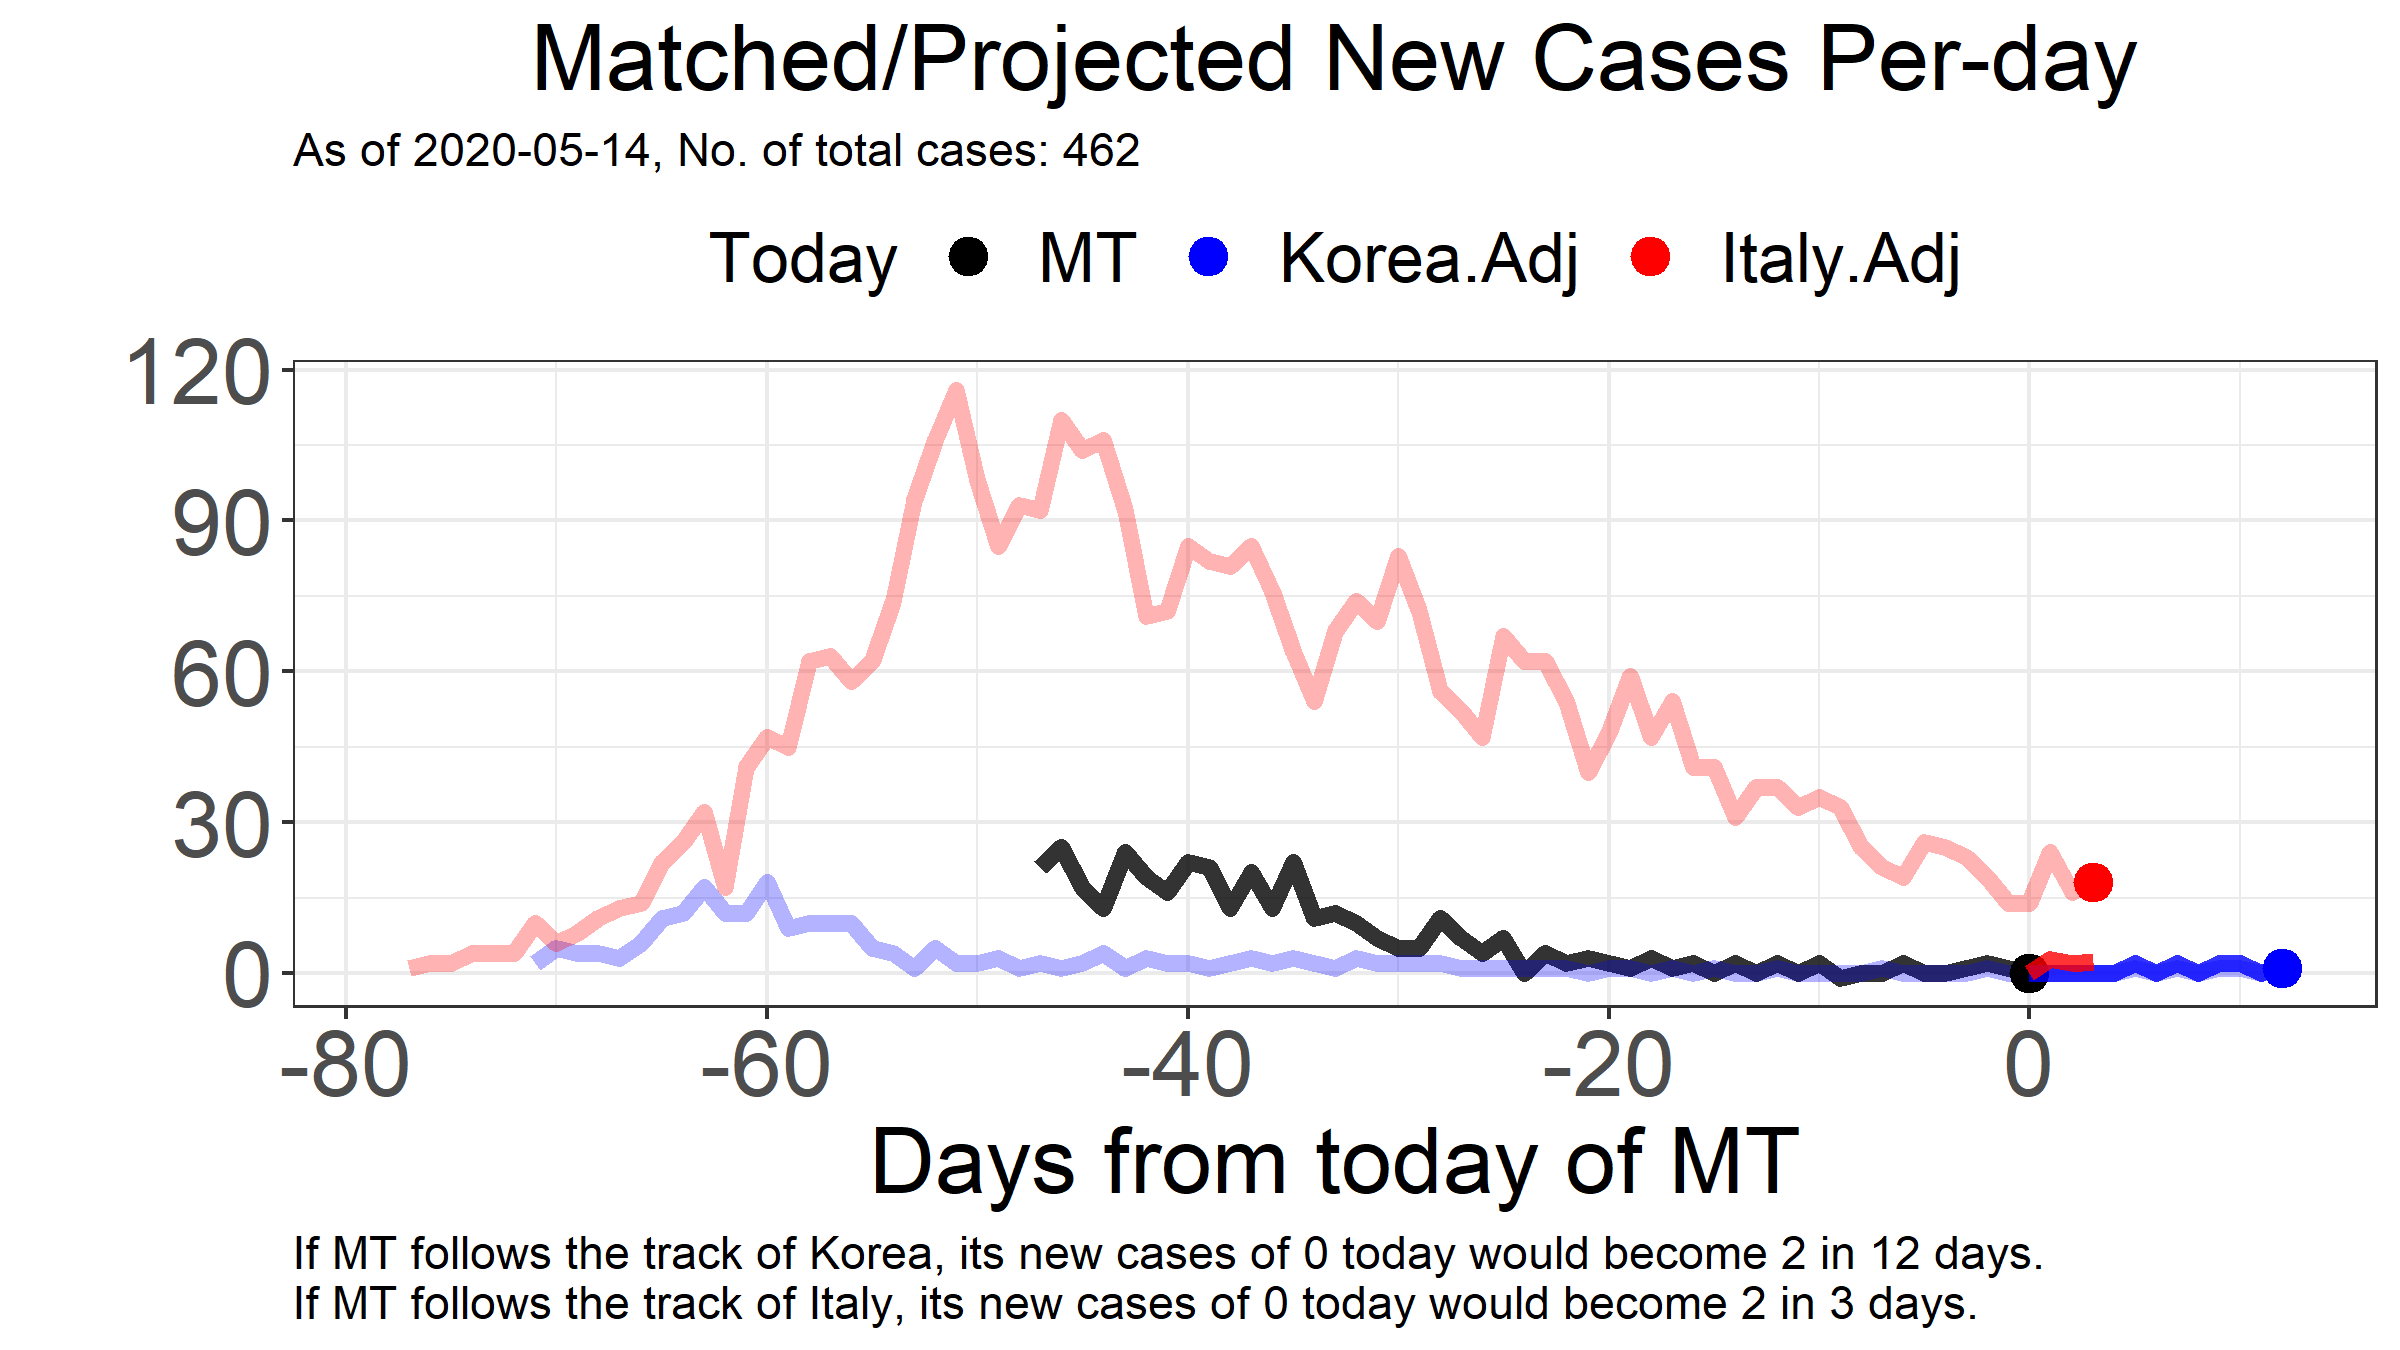 Matched/Projected New Cases Per-day
As of 2020-05-14, No. of total cases: 462
Today MT Korea.Adj Italy.Adj
120
90
60
30
0
-80 -60 -40 -20 0
Days from today of MT
If MT follows the track of Korea, its new cases of 0 today would become 2 in 12 days.
If MT follows the track of Italy, its new cases of 0 today would become 2 in 3 days.